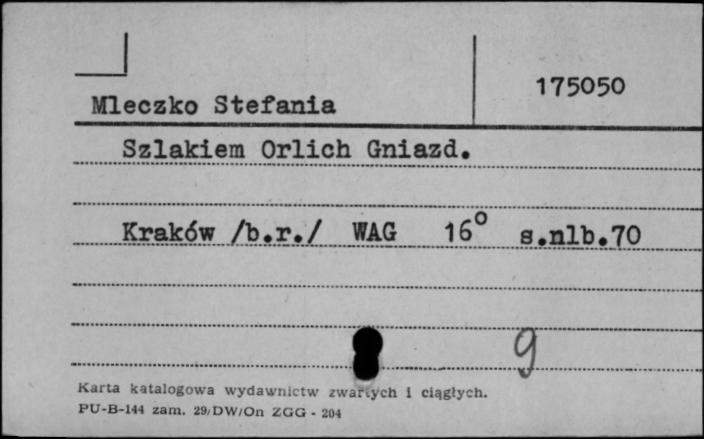 175050
Mleczko Stefania
Szlakiem Orlich Gniazd.
Kraków /b.r./ WAG 16° s.nlb.70
9
Karta katalogowa wydawnictw zwartych i ciągłych.
PU-B-144 zam. 29/DW/On ZGG - 204